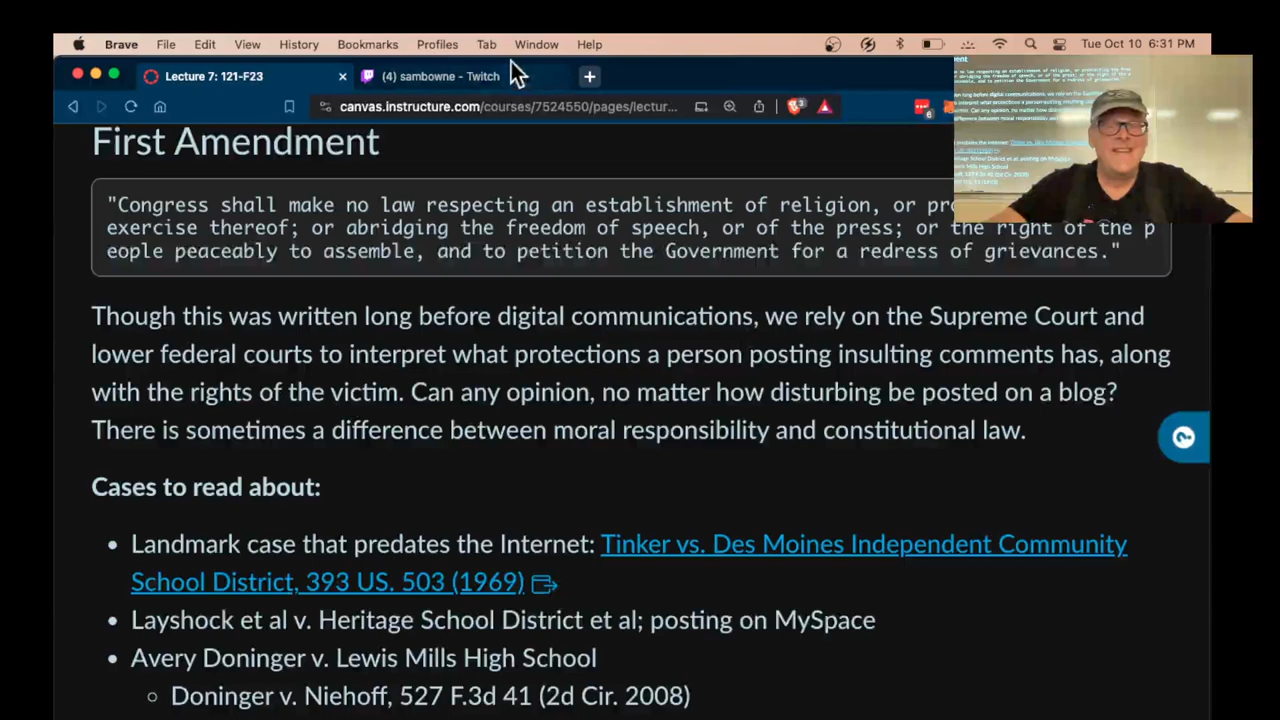 Brave File Edit View History Bookmarks Profiles Tab Window Help Tue Oct 10 6:31 PM
Lecture 7: 121-F23 (4) sambowne - Twitch
canvas.instructure.com/courses/7524550/pages/lectur...
First Amendment
"Congress shall make no law respecting an establishment of religion, or
exercise thereof; or abridging the freedom of speech, or of the press; or the right of the p
eople peaceably to assemble, and to petition the Government for a redress of grievances."
Though this was written long before digital communications, we rely on the Supreme Court and
lower federal courts to interpret what protections a person posting insulting comments has, along
with the rights of the victim. Can any opinion, no matter how disturbing be posted on a blog?
There is sometimes a difference between moral responsibility and constitutional law.
Cases to read about:
Landmark case that predates the Internet: Tinker vs. Des Moines Independent Community
School District, 393 US. 503 (1969)
Layshock et al v. Heritage School District et al; posting on MySpace
Avery Doninger v. Lewis Mills High School
Doninger v. Niehoff, 527 F.3d 41 (2d Cir. 2008)